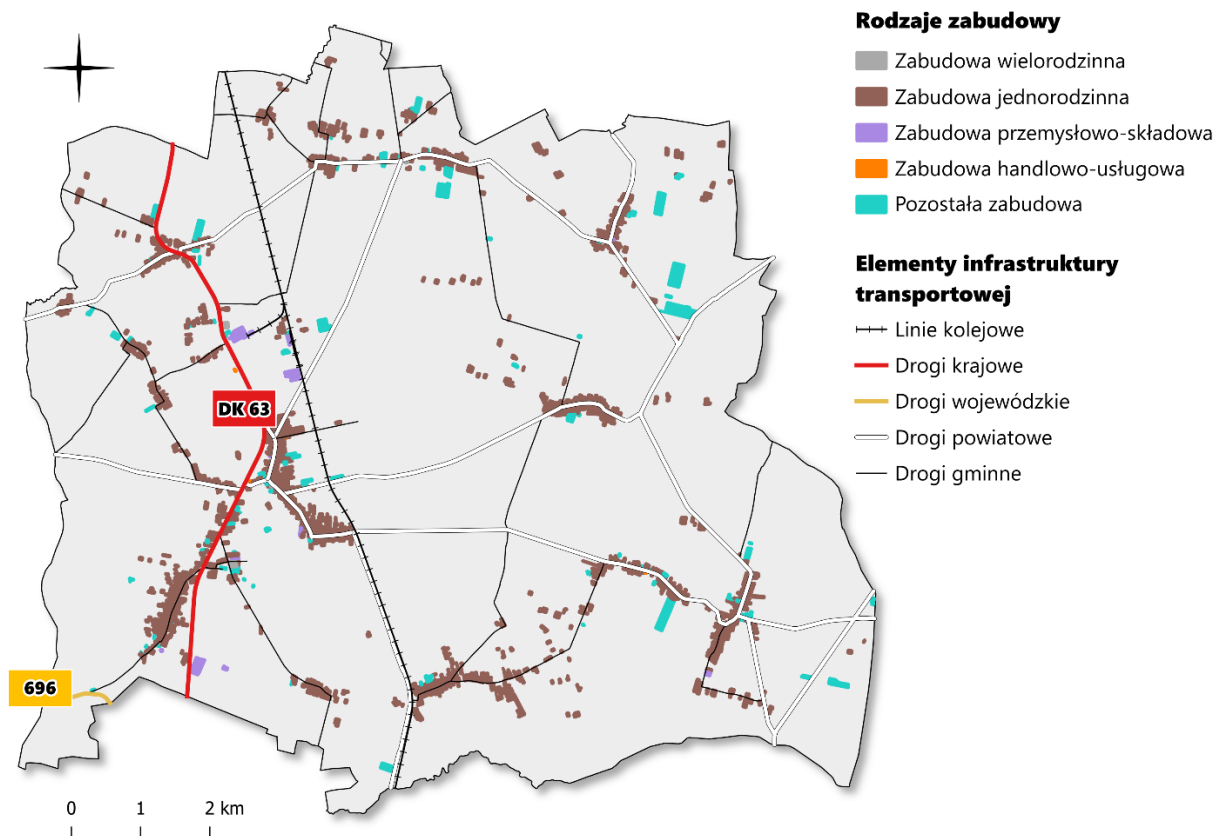 Rodzaje zabudowy
Zabudowa wielorodzinna
Zabudowa jednorodzinna
Zabudowa przemysłowo-składowa
Zabudowa handlowo-usługowa
Pozostała zabudowa
Elementy infrastruktury
transportowej
Linie kolejowe
Drogi krajowe
Drogi wojewódzkie
Drogi powiatowe
Drogi gminne
DK 63
696
0 1 2 km